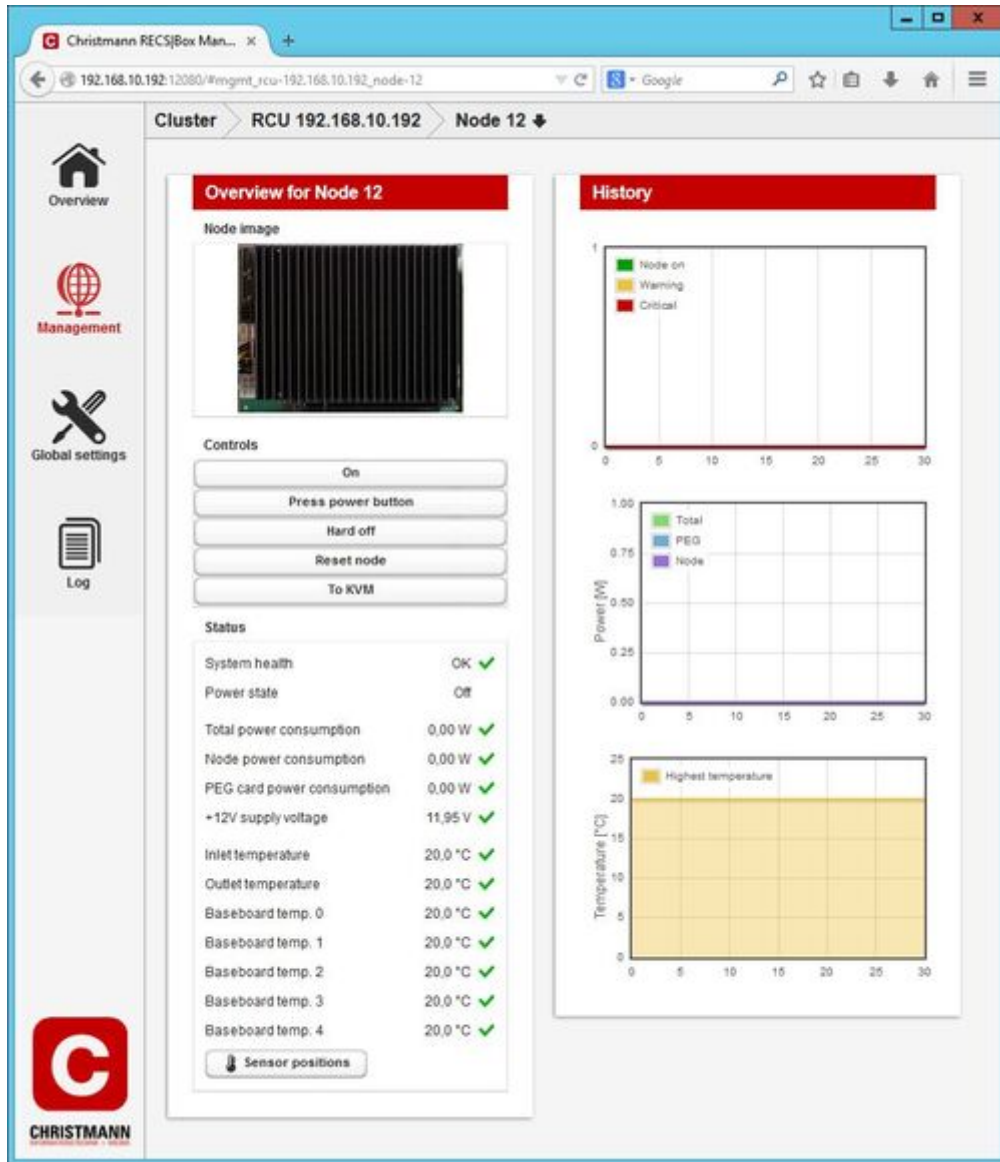 Christmann RECS|Box Man... × +
192.168.10.192:12080/#mgmt_rcu-192.168.10.192_node-12
Google
Cluster RCU 192.168.10.192 Node 12
Overview
Management
Global settings
Log
Overview for Node 12
Node image
Controls
On
Press power button
Hard off
Reset node
To KVM
Status
System health OK
Power state Off
Total power consumption 0,00 W
Node power consumption 0,00 W
PEG card power consumption 0,00 W
+12V supply voltage 11,95 V
Inlet temperature 20,0 °C
Outlet temperature 20,0 °C
Baseboard temp. 0 20,0 °C
Baseboard temp. 1 20,0 °C
Baseboard temp. 2 20,0 °C
Baseboard temp. 3 20,0 °C
Baseboard temp. 4 20,0 °C
Sensor positions
History
1
Node on
Warning
Critical
0
0 5 10 15 20 25 30
1.00
Total
PEG
0.75
Node
Power [W]
0.50
0.25
0.00
0 5 10 15 20 25 30
25
Highest temperature
20
Temperature [°C]
15
10
5
0
0 5 10 15 20 25 30
C
CHRISTMANN